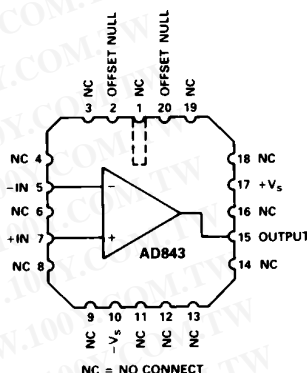 NC
OFFSET NULL
NC
OFFSET NULL
NC
3 2 1 20 19
NC 4
18 NC
-IN 5
-
17 +Vs
NC 6
16 NC
+IN 7
+
15 OUTPUT
AD843
NC 8
14 NC
9 10 11 12 13
NC
-Vs
NC
NC
NC
NC = NO CONNECT